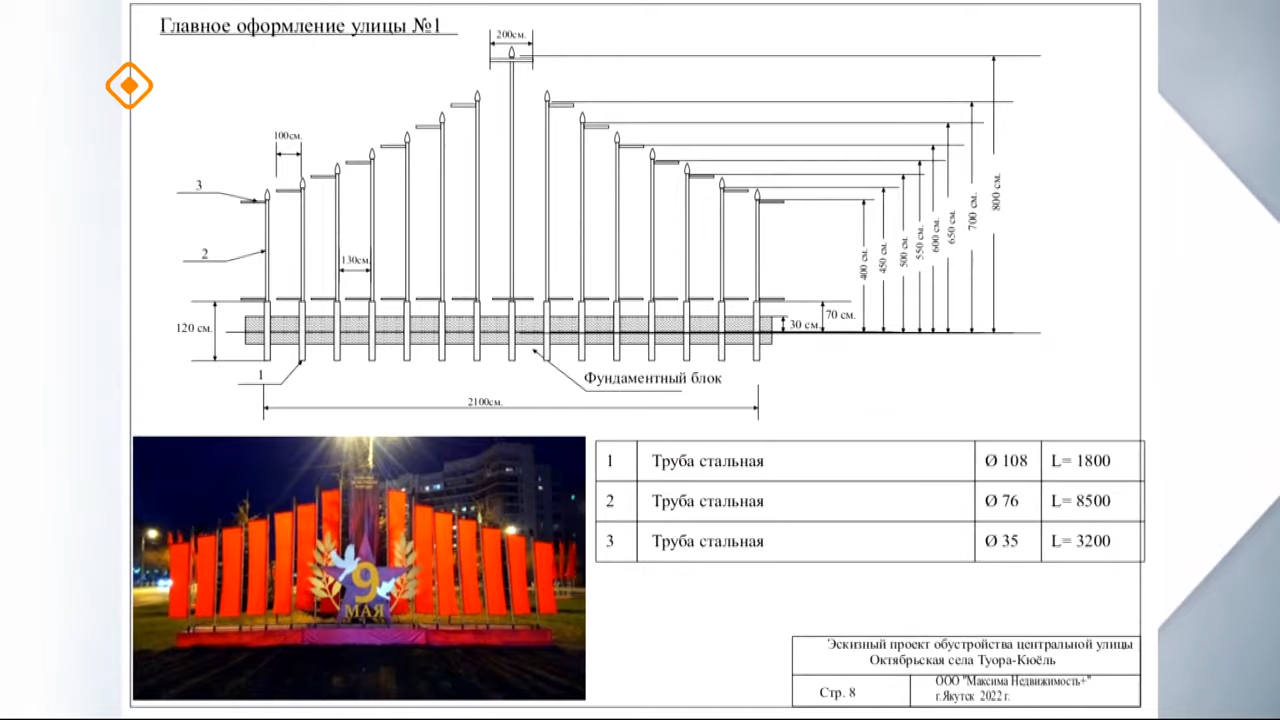 Главное оформление улицы №1
200см.
100см.
3
2
130см.
400 см.
450 см.
500 см.
550 см.
600 см.
650 см.
700 см.
800 см.
120 см.
30 см.
70 см.
1
Фундаментный блок
2100см.
9
МАЯ
1 Труба стальная Ø 108 L= 1800
2 Труба стальная Ø 76 L= 8500
3 Труба стальная Ø 35 L= 3200
Эскизный проект обустройства центральной улицы
Октябрьская села Туора-Кюёль
Стр. 8
ООО "Максима Недвижимость+"
г. Якутск 2022 г.